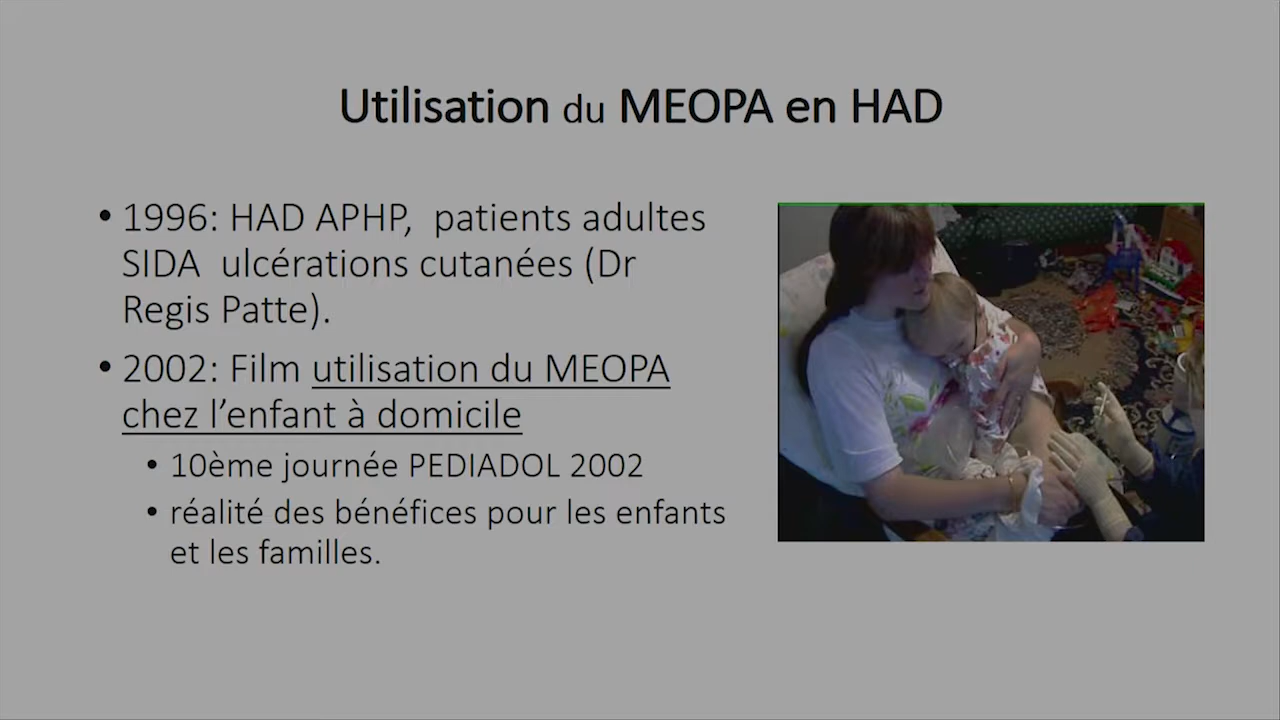 Utilisation du MEOPA en HAD
• 1996: HAD APHP,  patients adultes
SIDA  ulcérations cutanées (Dr
Regis Patte).
• 2002: Film utilisation du MEOPA
chez l’enfant à domicile
• 10ème journée PEDIADOL 2002
• réalité des bénéfices pour les enfants
et les familles.